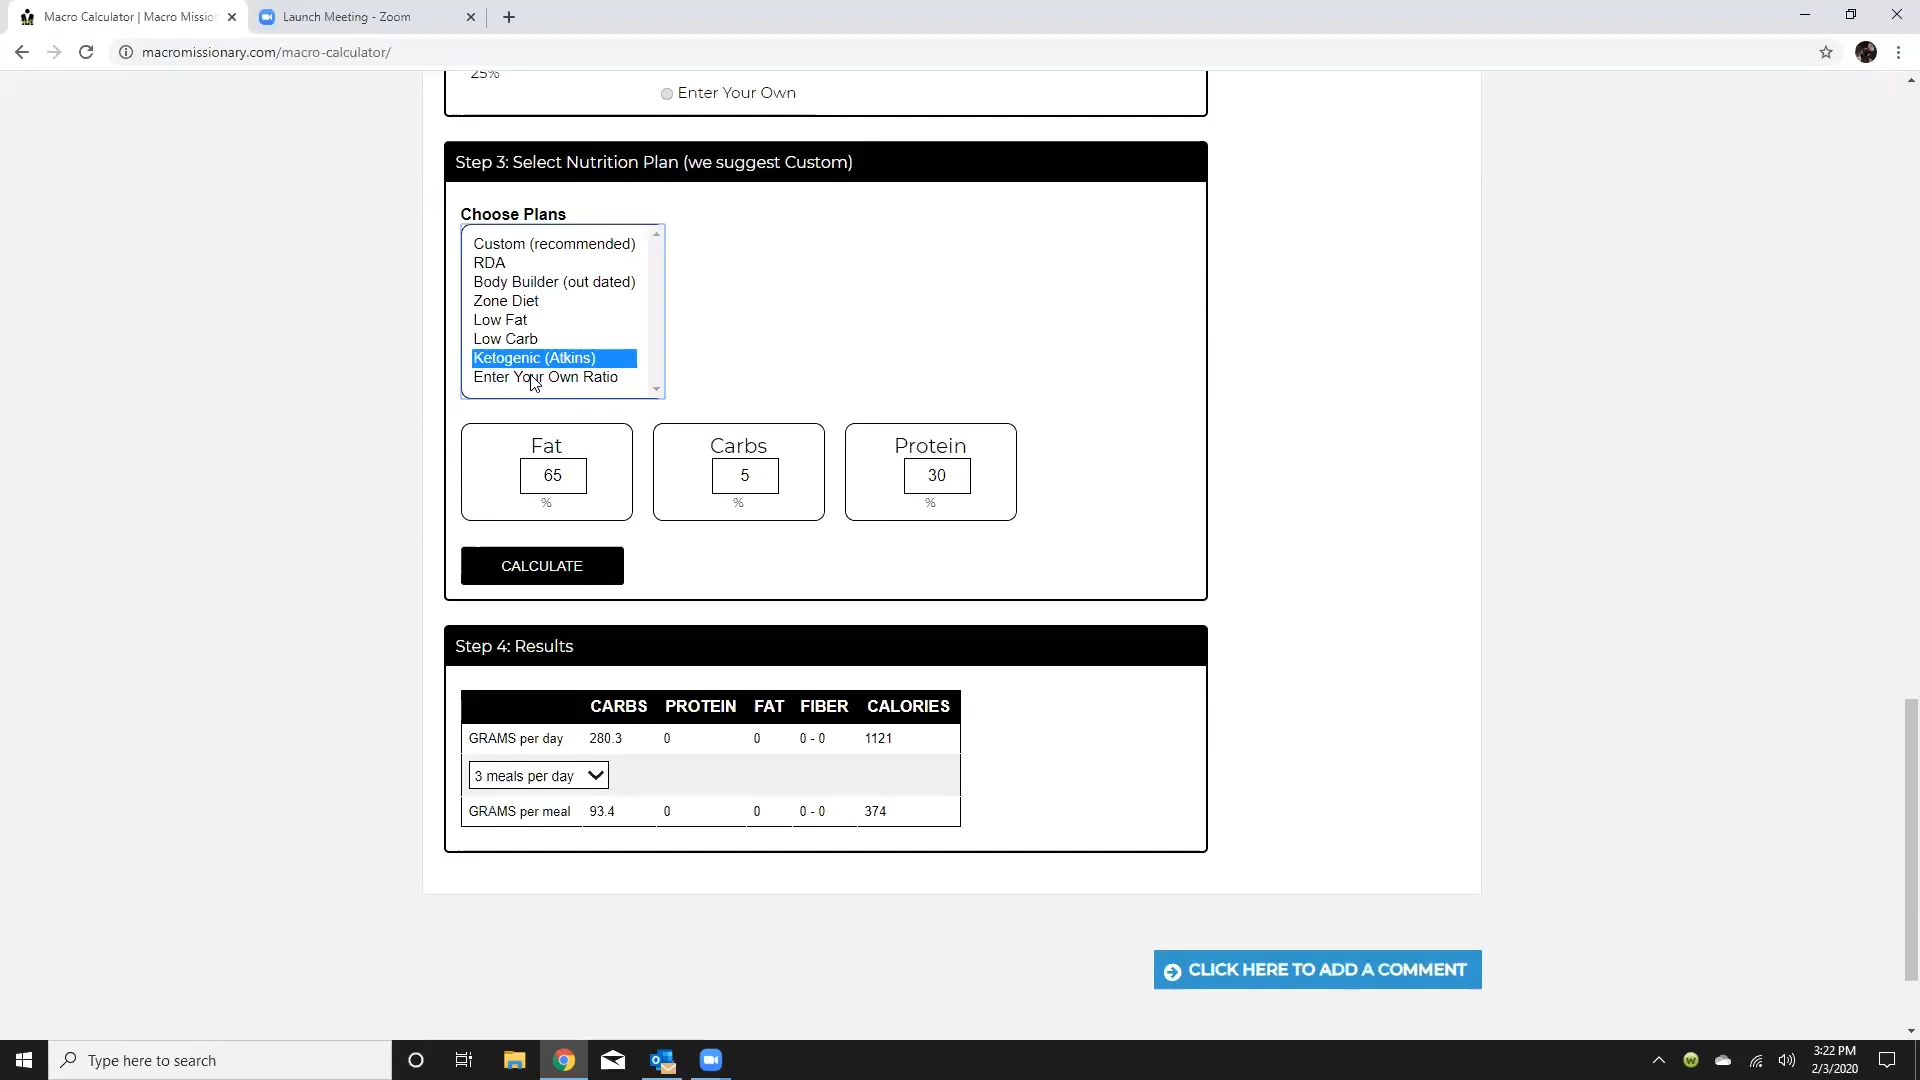 Macro Calculator | Macro Missio
Launch Meeting - Zoom
macromissionary.com/macro-calculator/
25%
Enter Your Own
Step 3: Select Nutrition Plan (we suggest Custom)
Choose Plans
Custom (recommended)
RDA
Body Builder (out dated)
Zone Diet
Low Fat
Low Carb
Ketogenic (Atkins)
Enter Your Own Ratio
Fat Carbs Protein
65 5 30
% % %
CALCULATE
Step 4: Results
CARBS PROTEIN FAT FIBER CALORIES
GRAMS per day 280.3 0 0 0 - 0 1121
3 meals per day
GRAMS per meal 93.4 0 0 0 - 0 374
CLICK HERE TO ADD A COMMENT
Type here to search
3:22 PM
2/3/2020